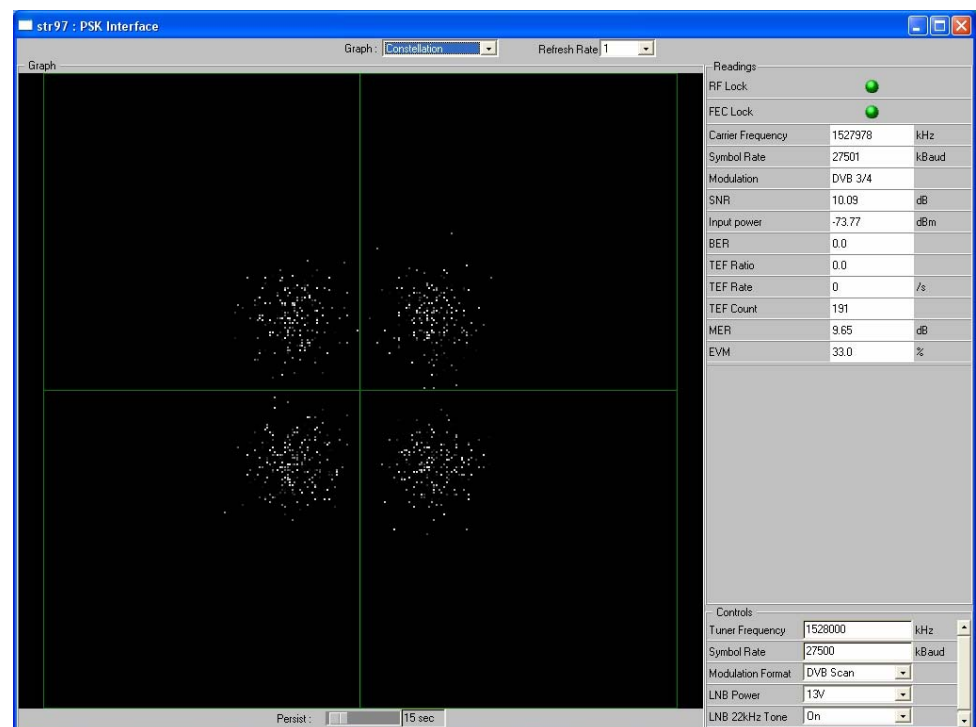 str97 : PSK Interface
Graph : Constellation Refresh Rate 1
Graph
Readings
RF Lock
FEC Lock
Carrier Frequency 1527978 kHz
Symbol Rate 27501 kBaud
Modulation DVB 3/4
SNR 10.09 dB
Input power -73.77 dBm
BER 0.0
TEF Ratio 0.0
TEF Rate 0 /s
TEF Count 191
MER 9.65 dB
EVM 33.0 %
Controls
Tuner Frequency 1528000 kHz
Symbol Rate 27500 kBaud
Modulation Format DVB Scan
LNB Power 13V
LNB 22kHz Tone On
Persist : 15 sec